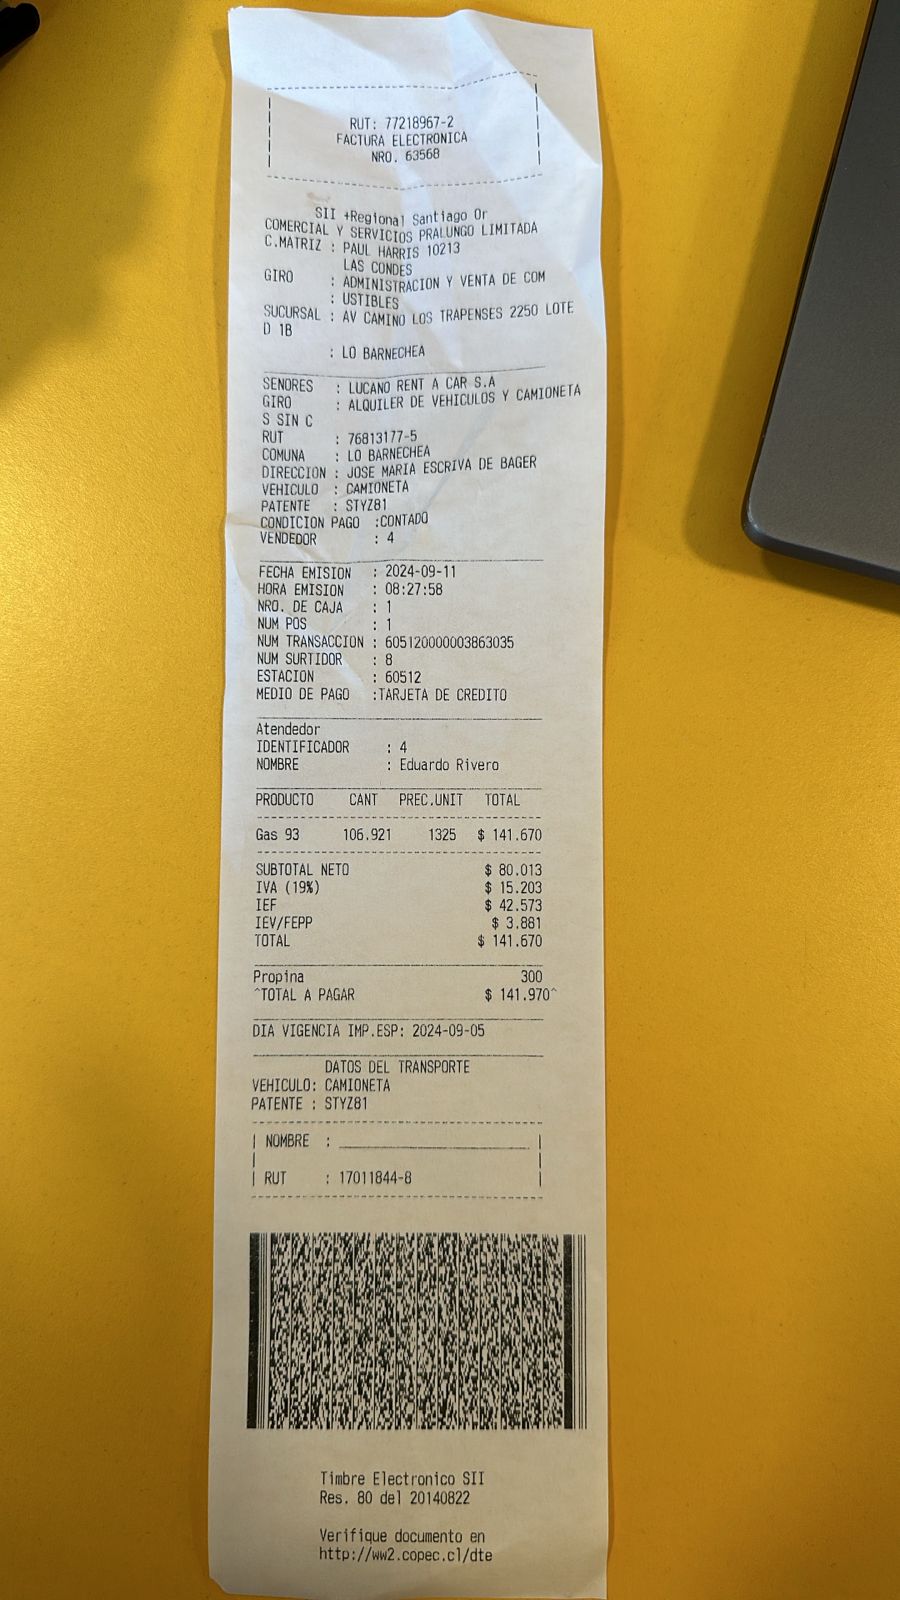 RUT: 77218967-2
FACTURA ELECTRONICA
NRO. 63568
SII +Regional Santiago Or
COMERCIAL Y SERVICIOS PRALUNGO LIMITADA
C.MATRIZ : PAUL HARRIS 10213
LAS CONDES
GIRO : ADMINISTRACION Y VENTA DE COM
: USTIBLES
SUCURSAL : AV CAMINO LOS TRAPENSES 2250 LOTE
D 1B
: LO BARNECHEA
SENORES : LUCANO RENT A CAR S.A
GIRO : ALQUILER DE VEHICULOS Y CAMIONETA
S SIN C
RUT : 76813177-5
COMUNA : LO BARNECHEA
DIRECCION : JOSE MARIA ESCRIVA DE BAGER
VEHICULO : CAMIONETA
PATENTE : STYZ81
CONDICION PAGO :CONTADO
VENDEDOR : 4
FECHA EMISION : 2024-09-11
HORA EMISION : 08:27:58
NRO. DE CAJA : 1
NUM POS : 1
NUM TRANSACCION : 605120000003863035
NUM SURTIDOR : 8
ESTACION : 60512
MEDIO DE PAGO :TARJETA DE CREDITO
Atendedor
IDENTIFICADOR : 4
NOMBRE : Eduardo Rivero
PRODUCTO CANT PREC.UNIT TOTAL
Gas 93 106.921 1325 $ 141.670
SUBTOTAL NETO $ 80.013
IVA (19%) $ 15.203
IEF $ 42.573
IEV/FEPP $ 3.881
TOTAL $ 141.670
Propina 300
^TOTAL A PAGAR $ 141.970^
DIA VIGENCIA IMP.ESP: 2024-09-05
DATOS DEL TRANSPORTE
VEHICULO: CAMIONETA
PATENTE : STYZ81
NOMBRE :
RUT : 17011844-8
Timbre Electronico SII
Res. 80 del 20140822
Verifique documento en
http://ww2.copec.cl/dte